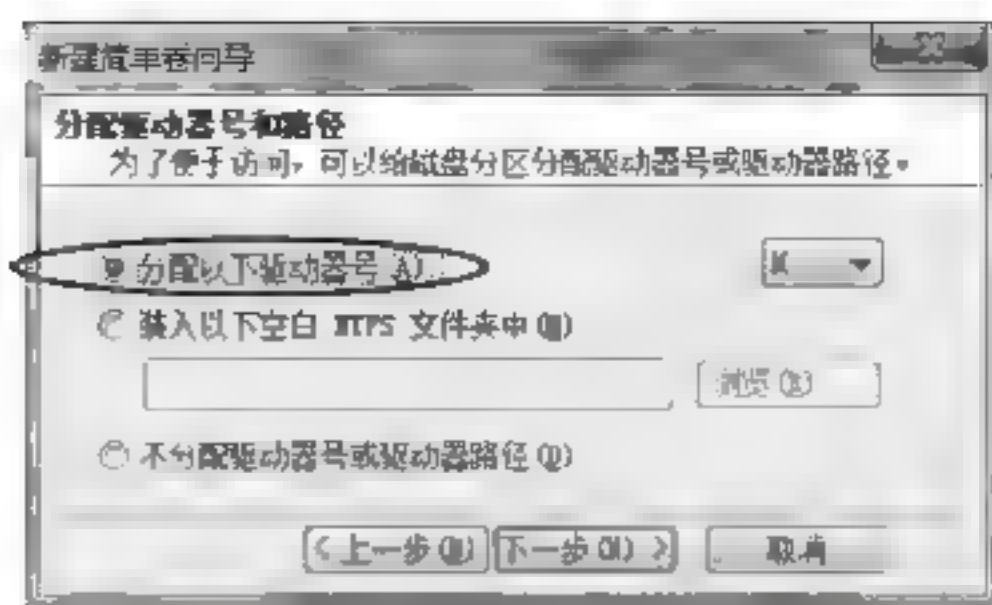 新建简单卷向导
分配驱动器号和路径
为了便于访问，可以给磁盘分区分配驱动器号或驱动器路径。
分配以下驱动器号(A)
装入以下空白 NTFS 文件夹中(M)
浏览(R)
不分配驱动器号或驱动器路径(D)
<上一步(B)
下一步(N) >
取消